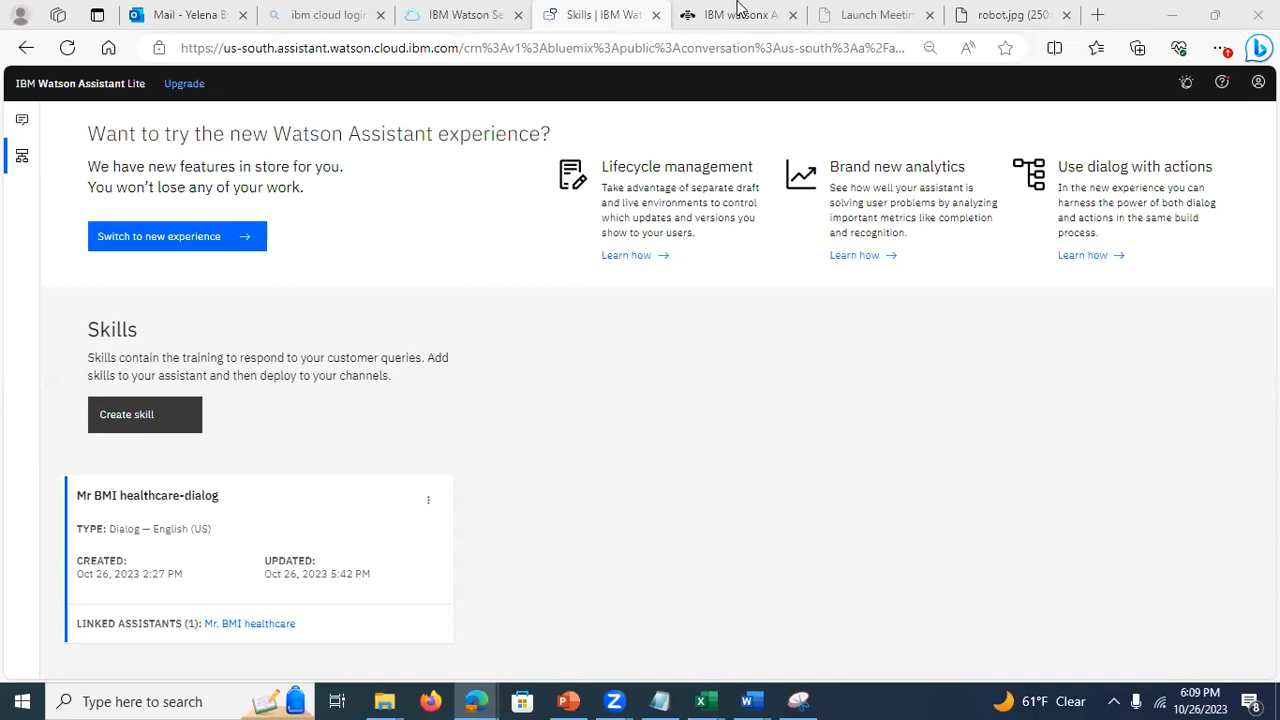 Mail - Yelena B
ibm cloud login
IBM Watson Se
Skills | IBM Wat
IBM watsonx A
Launch Meetin
robot.jpg (250
https://us-south.assistant.watson.cloud.ibm.com/crn%3Av1%3Abluemix%3Apublic%3Aconversation%3Aus-south%3Aa%2Fa...
IBM Watson Assistant Lite
Upgrade
Want to try the new Watson Assistant experience?
We have new features in store for you.
You won't lose any of your work.
Switch to new experience
Lifecycle management
Take advantage of separate draft
and live environments to control
which updates and versions you
show to your users.
Learn how
Brand new analytics
See how well your assistant is
solving user problems by analyzing
important metrics like completion
and recognition.
Learn how
Use dialog with actions
In the new experience you can
harness the power of both dialog
and actions in the same build
process.
Learn how
Skills
Skills contain the training to respond to your customer queries. Add
skills to your assistant and then deploy to your channels.
Create skill
Mr BMI healthcare-dialog
TYPE: Dialog — English (US)
CREATED:
Oct 26, 2023 2:27 PM
UPDATED:
Oct 26, 2023 5:42 PM
LINKED ASSISTANTS (1): Mr. BMI healthcare
Type here to search
61°F Clear
6:09 PM
10/26/2023
8